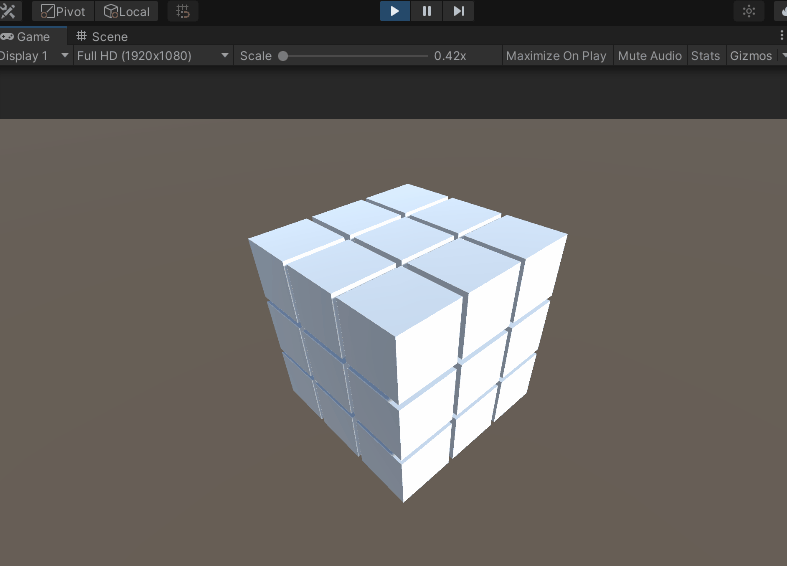 Pivot Local
Game Scene
Display 1 Full HD (1920x1080) Scale 0.42x Maximize On Play Mute Audio Stats Gizmos